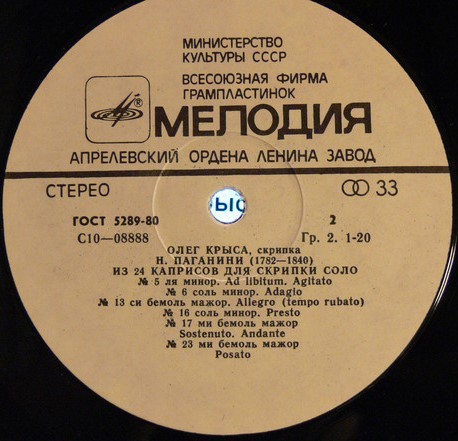 МИНИСТЕРСТВО
КУЛЬТУРЫ СССР
ВСЕСОЮЗНАЯ ФИРМА
ГРАМПЛАСТИНОК
МЕЛОДИЯ
АПРЕЛЕВСКИЙ ОРДЕНА ЛЕНИНА ЗАВОД
СТЕРЕО 33
ЫС
ГОСТ 5289-80 2
С10—08888 Гр. 2. 1-20
ОЛЕГ КРЫСА, скрипка
Н. ПАГАНИНИ (1782—1840)
ИЗ 24 КАПРИСОВ ДЛЯ СКРИПКИ СОЛО
№ 5 ля минор. Ad libitum. Agitato
№ 6 соль минор. Adagio
№ 13 си бемоль мажор. Allegro (tempo rubato)
№ 16 соль минор. Presto
№ 17 ми бемоль мажор
Sostenuto. Andante
№ 23 ми бемоль мажор
Posato